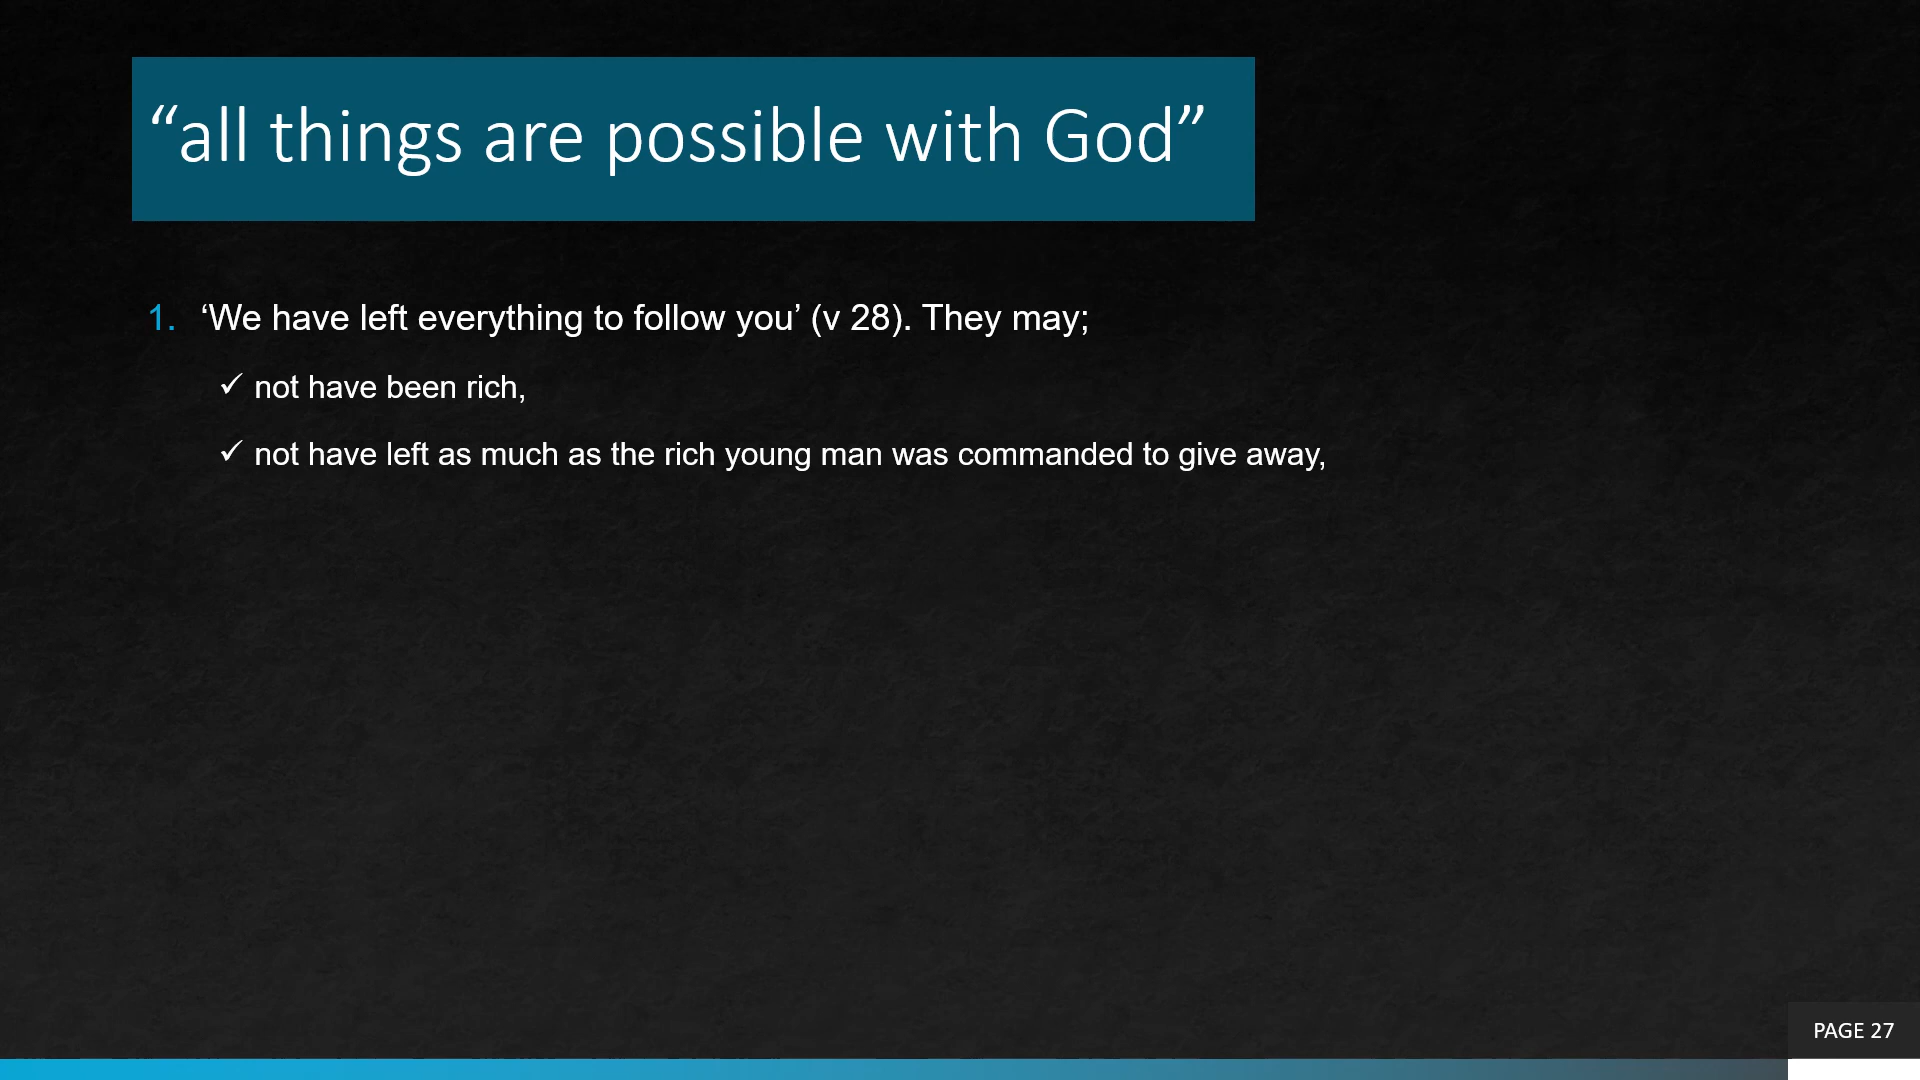 “all things are possible with God”
1. ‘We have left everything to follow you’ (v 28). They may;
✓ not have been rich,
✓ not have left as much as the rich young man was commanded to give away,
PAGE 27